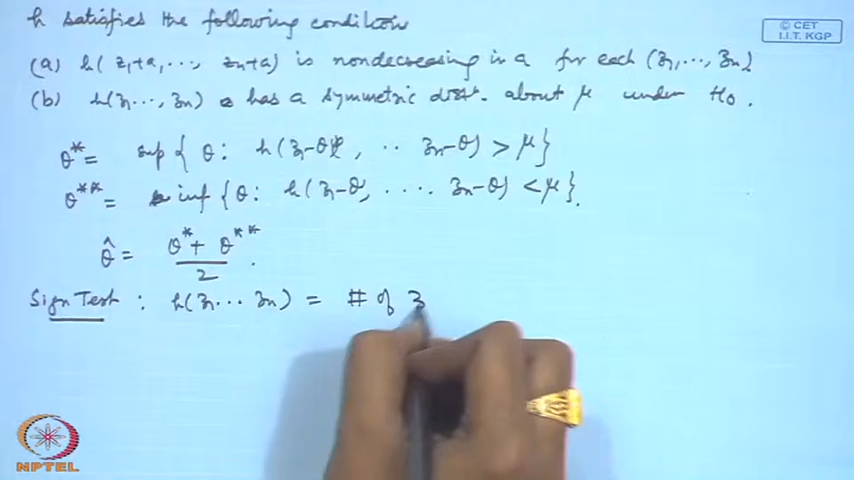 h satisfies the following conditions
© CET
I.I.T. KGP
(a) h(z₁+a, ..., zn+a) is nondecreasing in a for each (z₁, ..., zn)
(b) h(z₁, ..., zn) has a symmetric distⁿ. about μ under H₀.
θ* = sup { θ : h(z₁-θ, .. zn-θ) > μ}
θ** = inf { θ : h(z₁-θ, .... zn-θ) < μ}.
θ̂ = θ* + θ** / 2 .
Sign Test : h(z₁ ... zn) = # of z
NPTEL